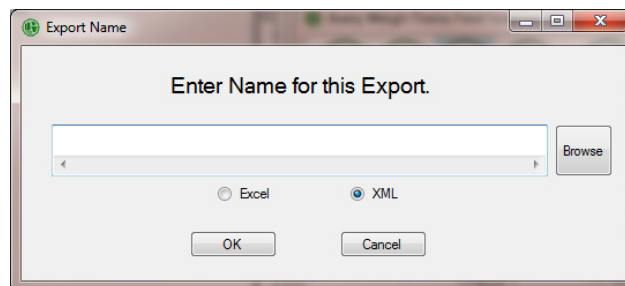 Export Name
Enter Name for this Export.
Browse
Excel
XML
OK
Cancel